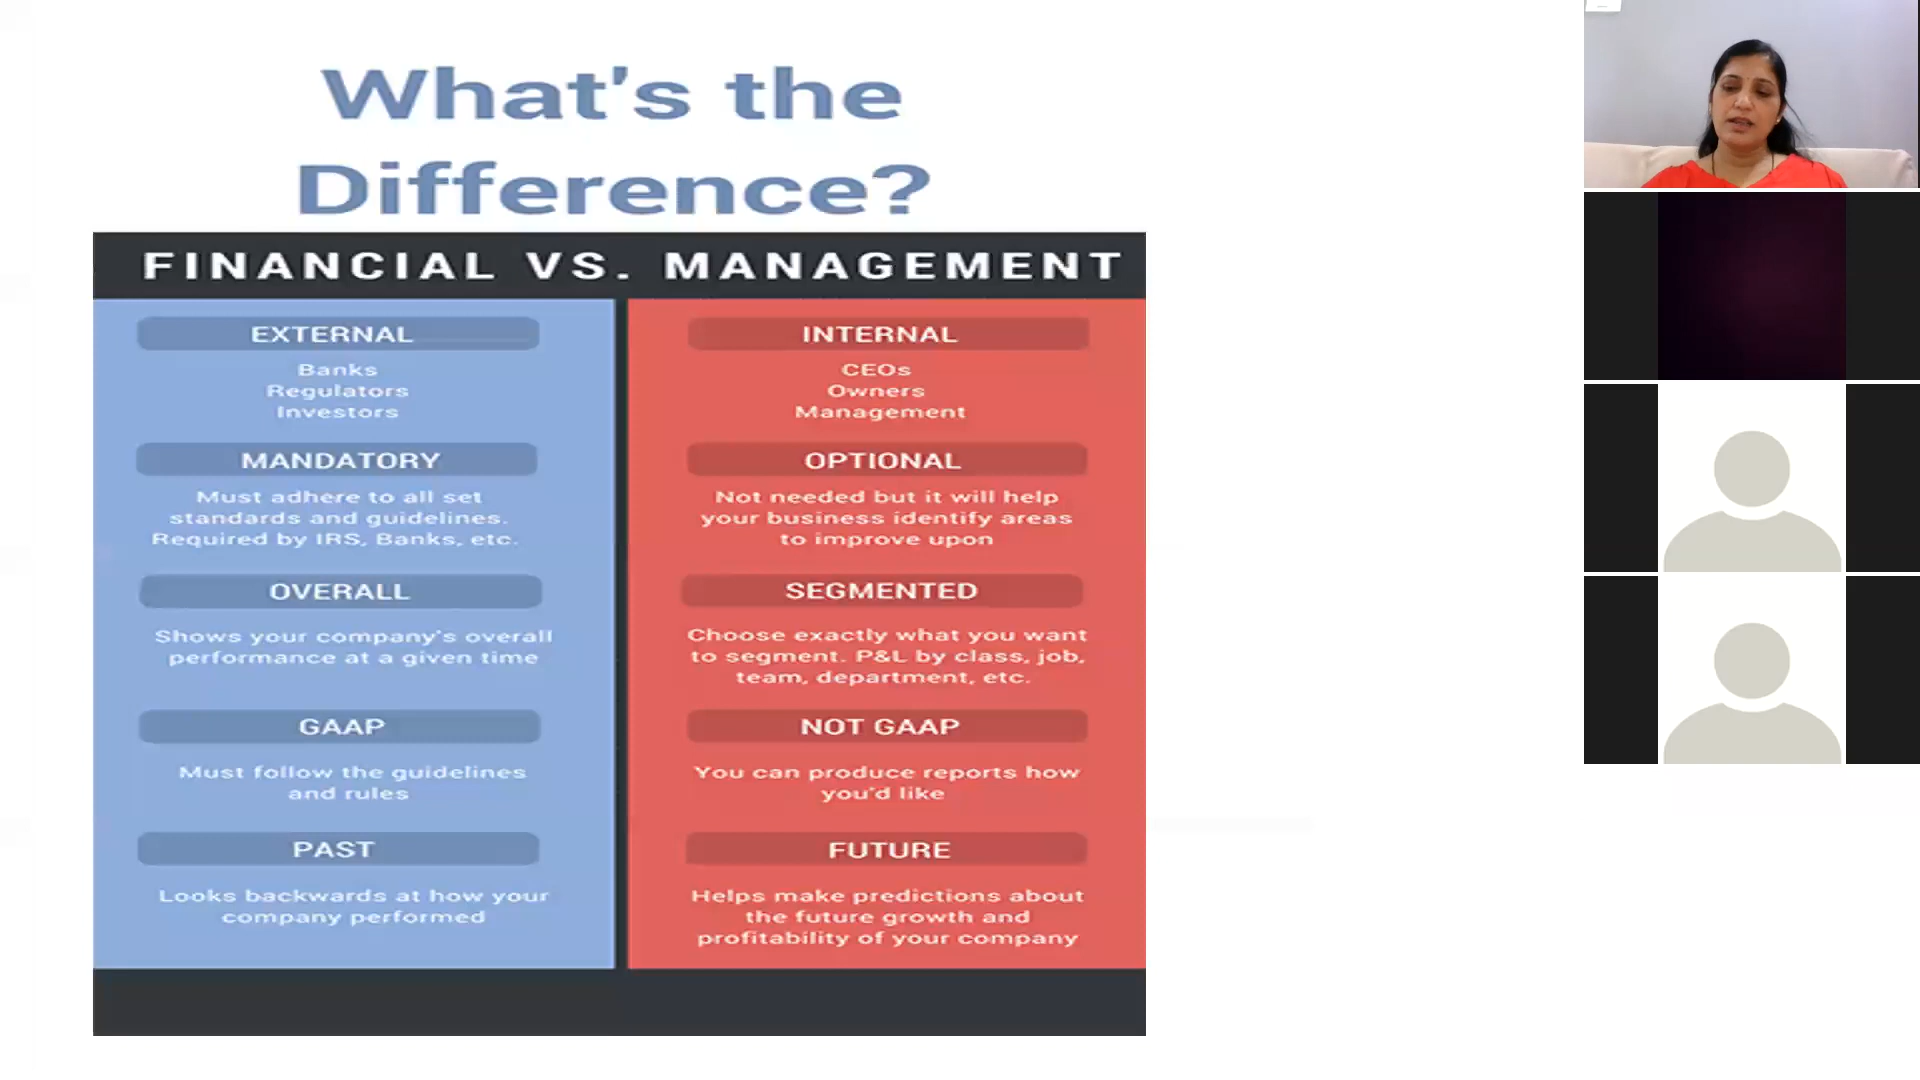 What's the
Difference?
FINANCIAL VS. MANAGEMENT
EXTERNAL
Banks
Regulators
Investors
MANDATORY
Must adhere to all set
standards and guidelines.
Required by IRS, Banks, etc.
OVERALL
Shows your company's overall
performance at a given time
GAAP
Must follow the guidelines
and rules
PAST
Looks backwards at how your
company performed
INTERNAL
CEOs
Owners
Management
OPTIONAL
Not needed but it will help
your business identify areas
to improve upon
SEGMENTED
Choose exactly what you want
to segment. P&L by class, job,
team, department, etc.
NOT GAAP
You can produce reports how
you'd like
FUTURE
Helps make predictions about
the future growth and
profitability of your company